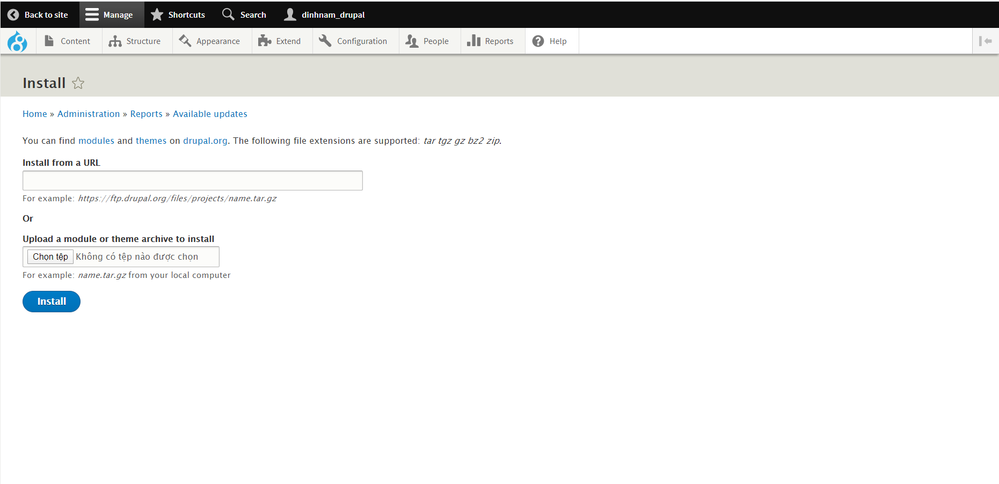 Back to site Manage Shortcuts Search dinhnam_drupal
Content Structure Appearance Extend Configuration People Reports Help
Install
Home » Administration » Reports » Available updates
You can find modules and themes on drupal.org. The following file extensions are supported: tar tgz gz bz2 zip.
Install from a URL
For example: https://ftp.drupal.org/files/projects/name.tar.gz
Or
Upload a module or theme archive to install
Chọn tệp Không có tệp nào được chọn
For example: name.tar.gz from your local computer
Install